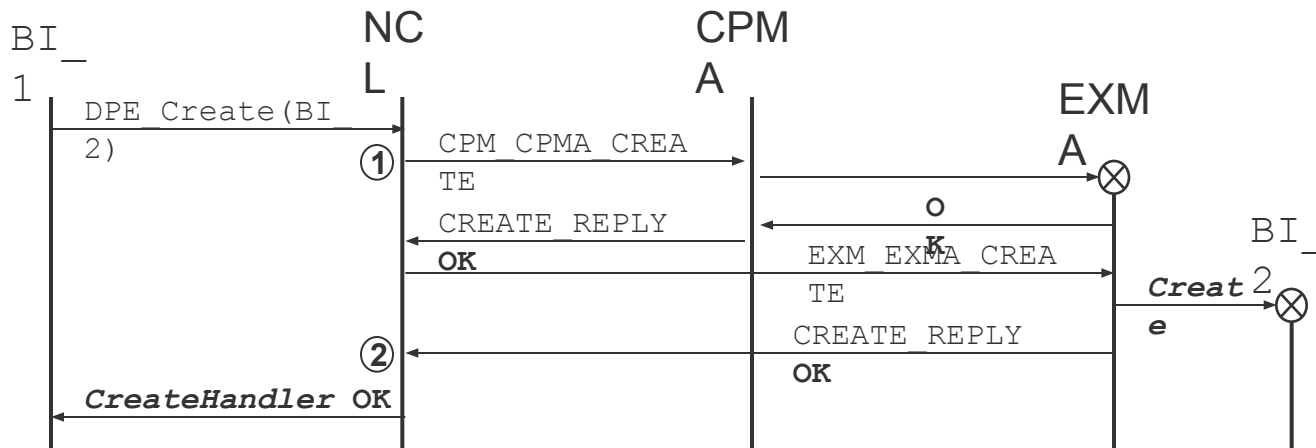 BI_
1
NC
L
CPM
A
EXM
A
DPE_Create(BI_
2)
1
CPM_CPMA_CREA
TE
O
K
CREATE_REPLY
OK
EXM_EXMA_CREA
TE
BI_
2
Creat
e
CREATE_REPLY
OK
2
CreateHandler OK